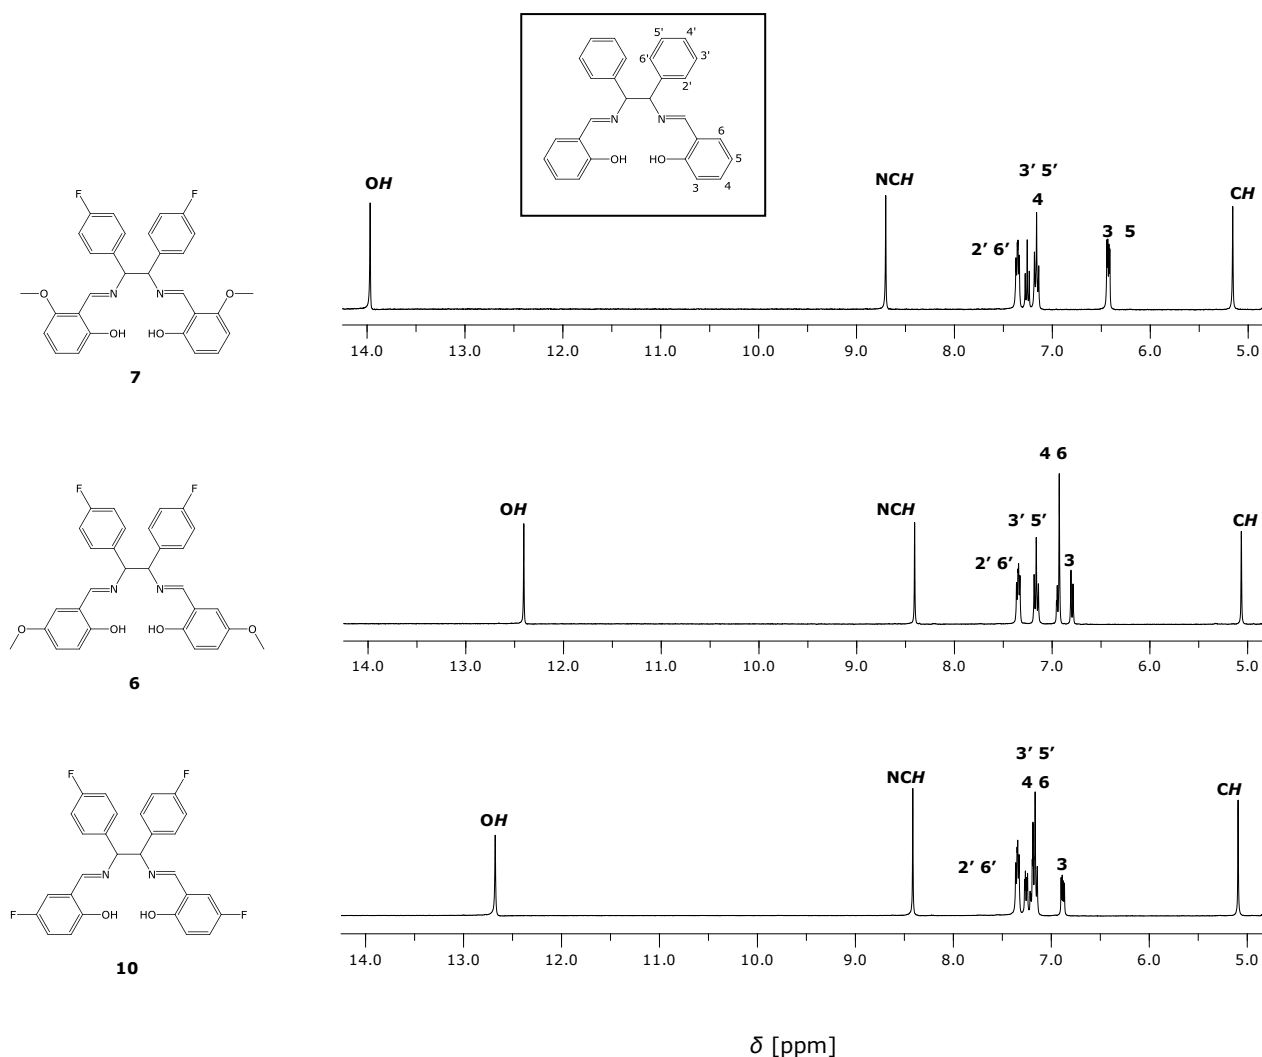 5' 4'
6' 3'
2'
N N
6
OH HO 5
3 4
3′ 5′
OH NCH 4 CH
2′ 6′ 3 5
F F
N N
O O
OH HO
7
14.0 13.0 12.0 11.0 10.0 9.0 8.0 7.0 6.0 5.0
4 6
OH NCH 3′ 5′ CH
2′ 6′ 3
F F
N N
OH HO
O O
6
14.0 13.0 12.0 11.0 10.0 9.0 8.0 7.0 6.0 5.0
3′ 5′
NCH 4 6 CH
OH
2′ 6′ 3
F F
N N
F OH HO F
10
14.0 13.0 12.0 11.0 10.0 9.0 8.0 7.0 6.0 5.0
δ [ppm]